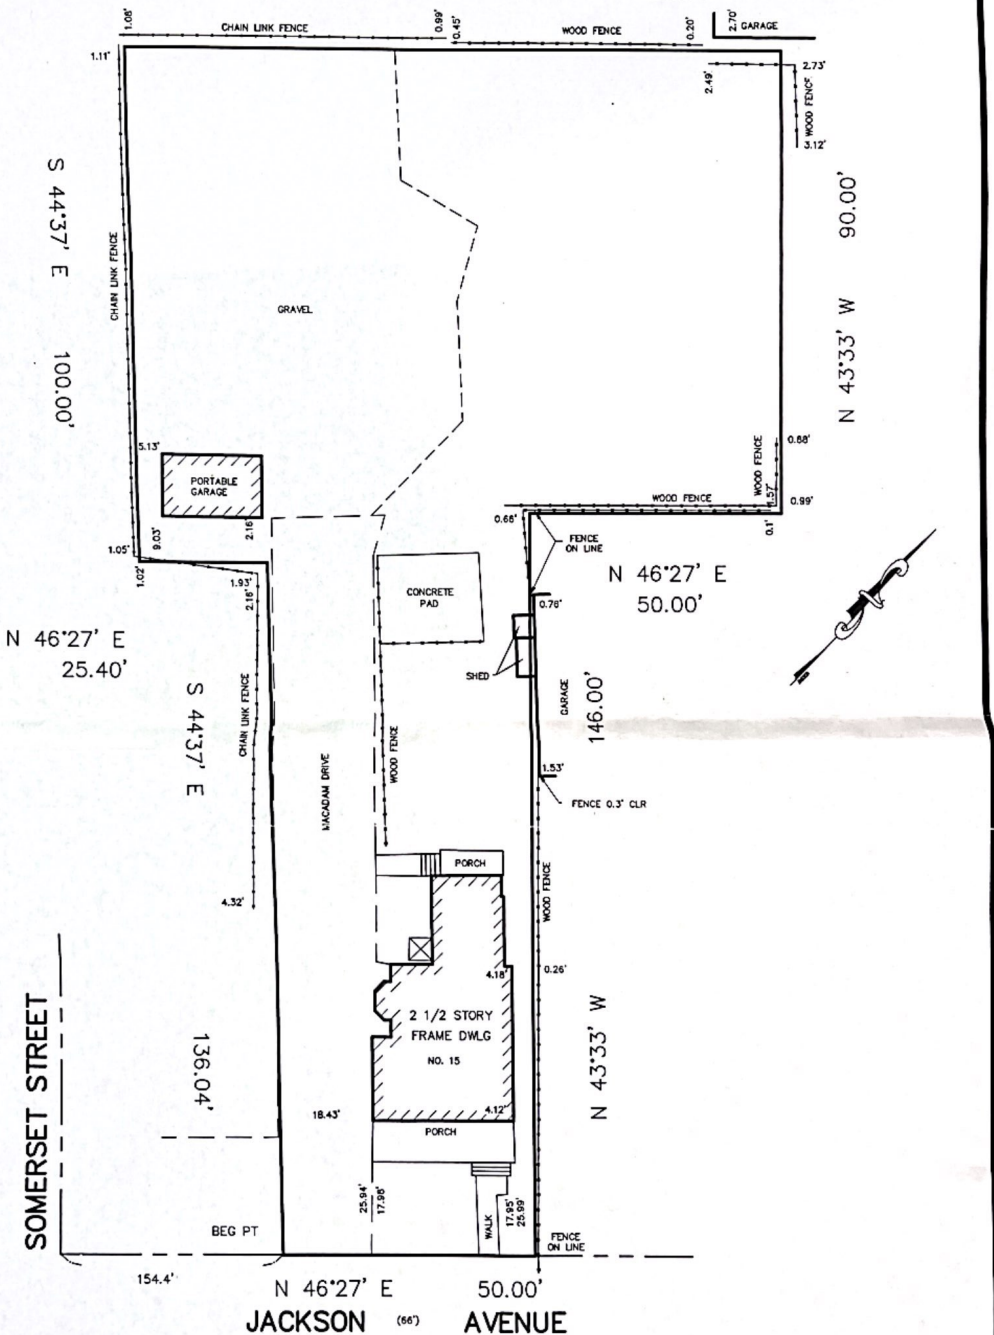 1.08'
CHAIN LINK FENCE
0.99'
0.45'
WOOD FENCE
0.20'
2.70'
GARAGE
1.11'
2.49'
2.73'
WOOD FENCE
3.12'
S 44°37' E 100.00'
CHAIN LINK FENCE
GRAVEL
N 43°33' W 90.00'
5.13'
PORTABLE
GARAGE
9.03'
2.16'
0.68'
WOOD FENCE
WOOD FENCE
0.99'
0.66'
0.1'
1.05'
1.02'
1.93'
2.16'
CONCRETE
PAD
FENCE
ON LINE
0.76'
N 46°27' E
50.00'
N 46°27' E
25.40'
SHED
GARAGE
146.00'
S 44°37' E
CHAIN LINK FENCE
MACADAM DRIVE
WOOD FENCE
1.53'
FENCE 0.3' CLR
PORCH
WOOD FENCE
4.32'
4.18'
0.26'
2 1/2 STORY
FRAME DWLG
NO. 15
N 43°33' W
SOMERSET STREET
136.04'
18.43'
4.12'
PORCH
25.94'
17.98'
WALK
17.95'
25.99'
BEG PT
FENCE
ON LINE
154.4'
N 46°27' E 50.00'
JACKSON (66') AVENUE